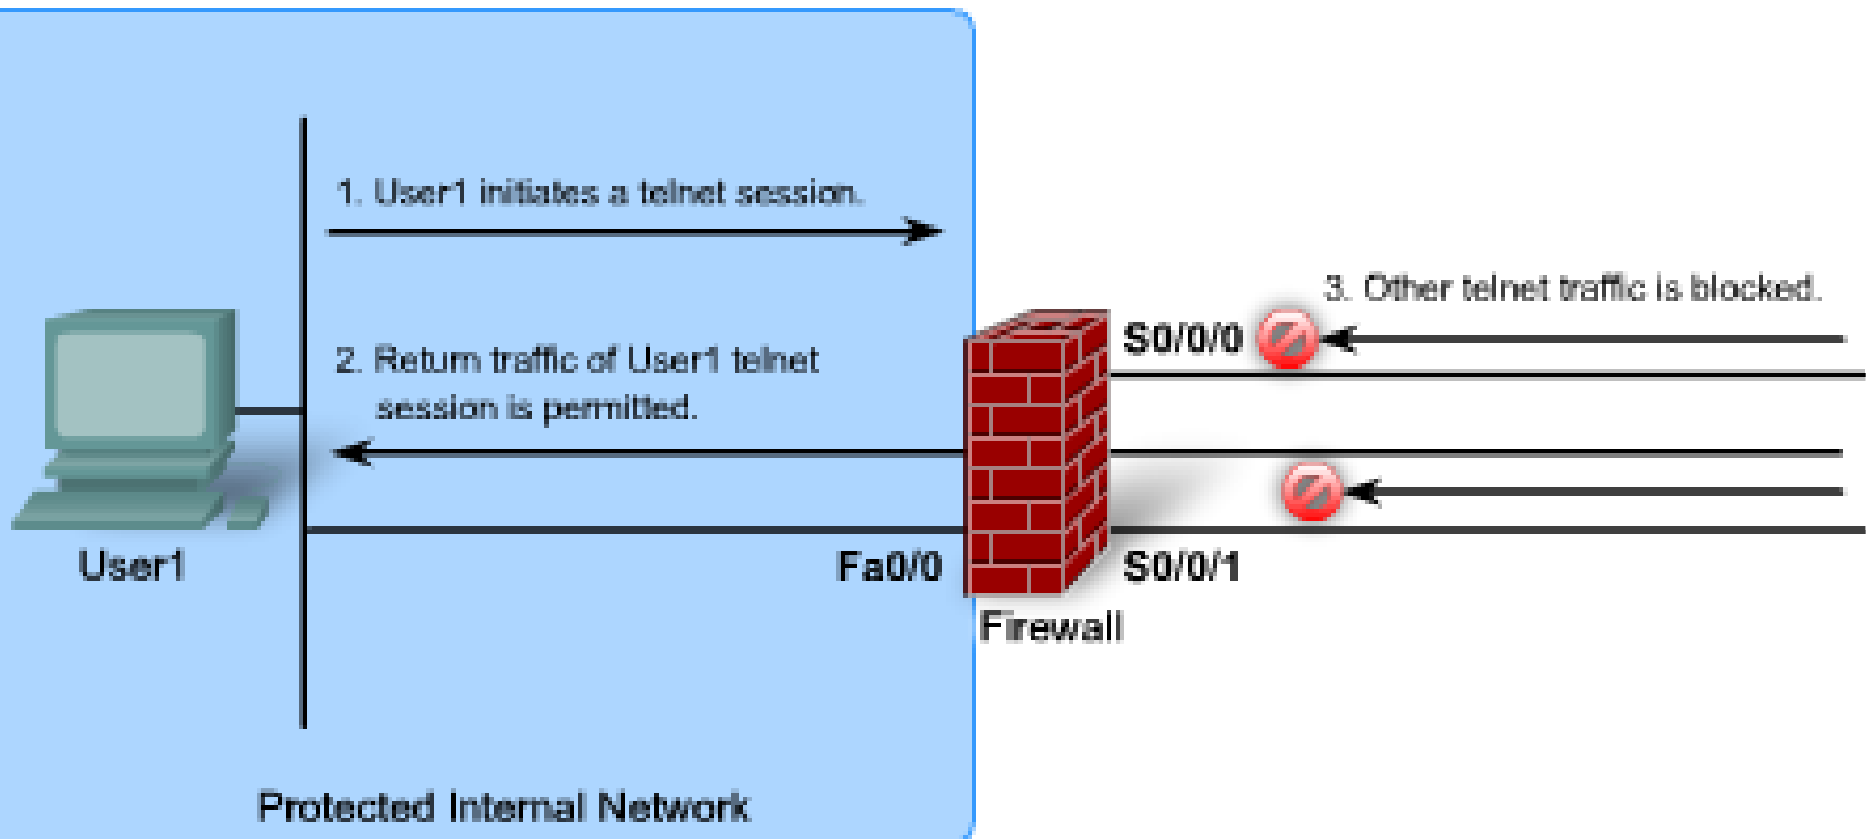 1. User1 initiates a telnet session.
3. Other telnet traffic is blocked.
S0/0/0
2. Return traffic of User1 telnet
session is permitted.
User1
Fa0/0
S0/0/1
Firewall
Protected Internal Network